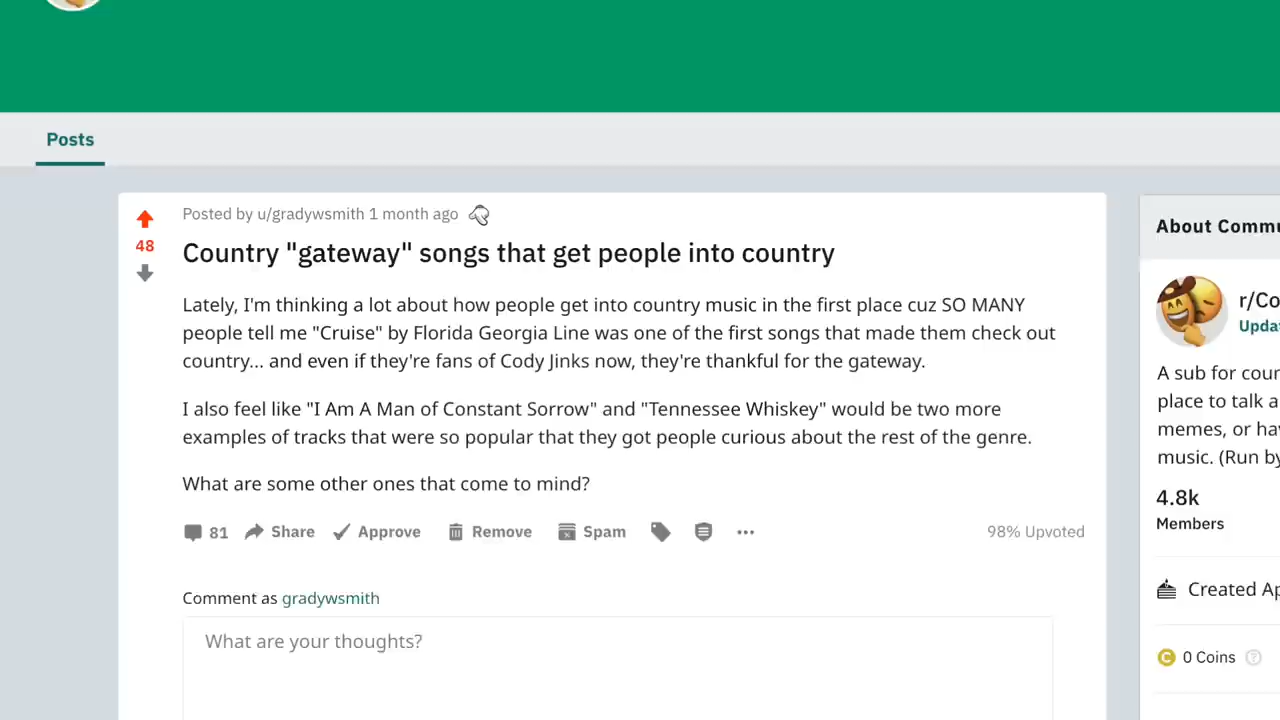 Posts
Posted by u/gradywsmith 1 month ago
48
Country "gateway" songs that get people into country
Lately, I'm thinking a lot about how people get into country music in the first place cuz SO MANY
people tell me "Cruise" by Florida Georgia Line was one of the first songs that made them check out
country... and even if they're fans of Cody Jinks now, they're thankful for the gateway.
I also feel like "I Am A Man of Constant Sorrow" and "Tennessee Whiskey" would be two more
examples of tracks that were so popular that they got people curious about the rest of the genre.
What are some other ones that come to mind?
81 Share Approve Remove Spam ... 98% Upvoted
Comment as gradywsmith
What are your thoughts?
About Commu
r/Co
Upda
A sub for coun
place to talk a
memes, or hav
music. (Run by
4.8k
Members
Created Ap
0 Coins